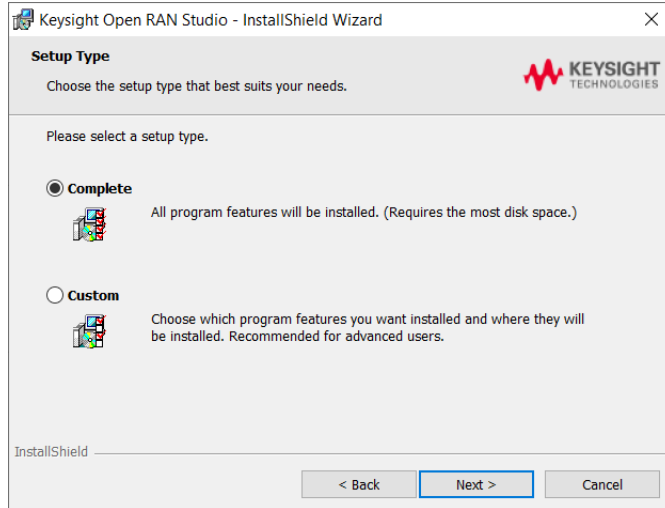 Keysight Open RAN Studio - InstallShield Wizard
Setup Type
Choose the setup type that best suits your needs.
KEYSIGHT
TECHNOLOGIES
Please select a setup type.
Complete
All program features will be installed. (Requires the most disk space.)
Custom
Choose which program features you want installed and where they will
be installed. Recommended for advanced users.
InstallShield
< Back
Next >
Cancel